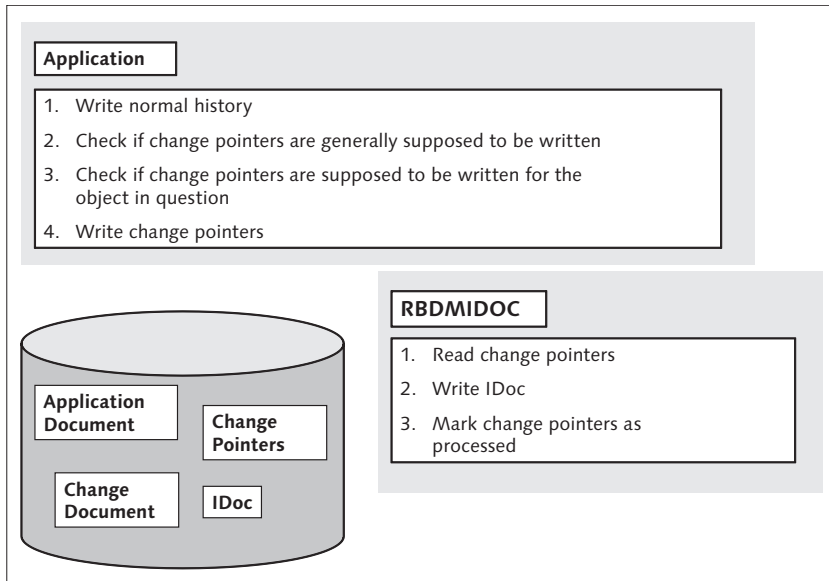 Application
1. Write normal history
2. Check if change pointers are generally supposed to be written
3. Check if change pointers are supposed to be written for the
object in question
4. Write change pointers
RBDMIDOC
1. Read change pointers
2. Write IDoc
3. Mark change pointers as
processed
Application
Document
Change
Pointers
Change
Document
IDoc